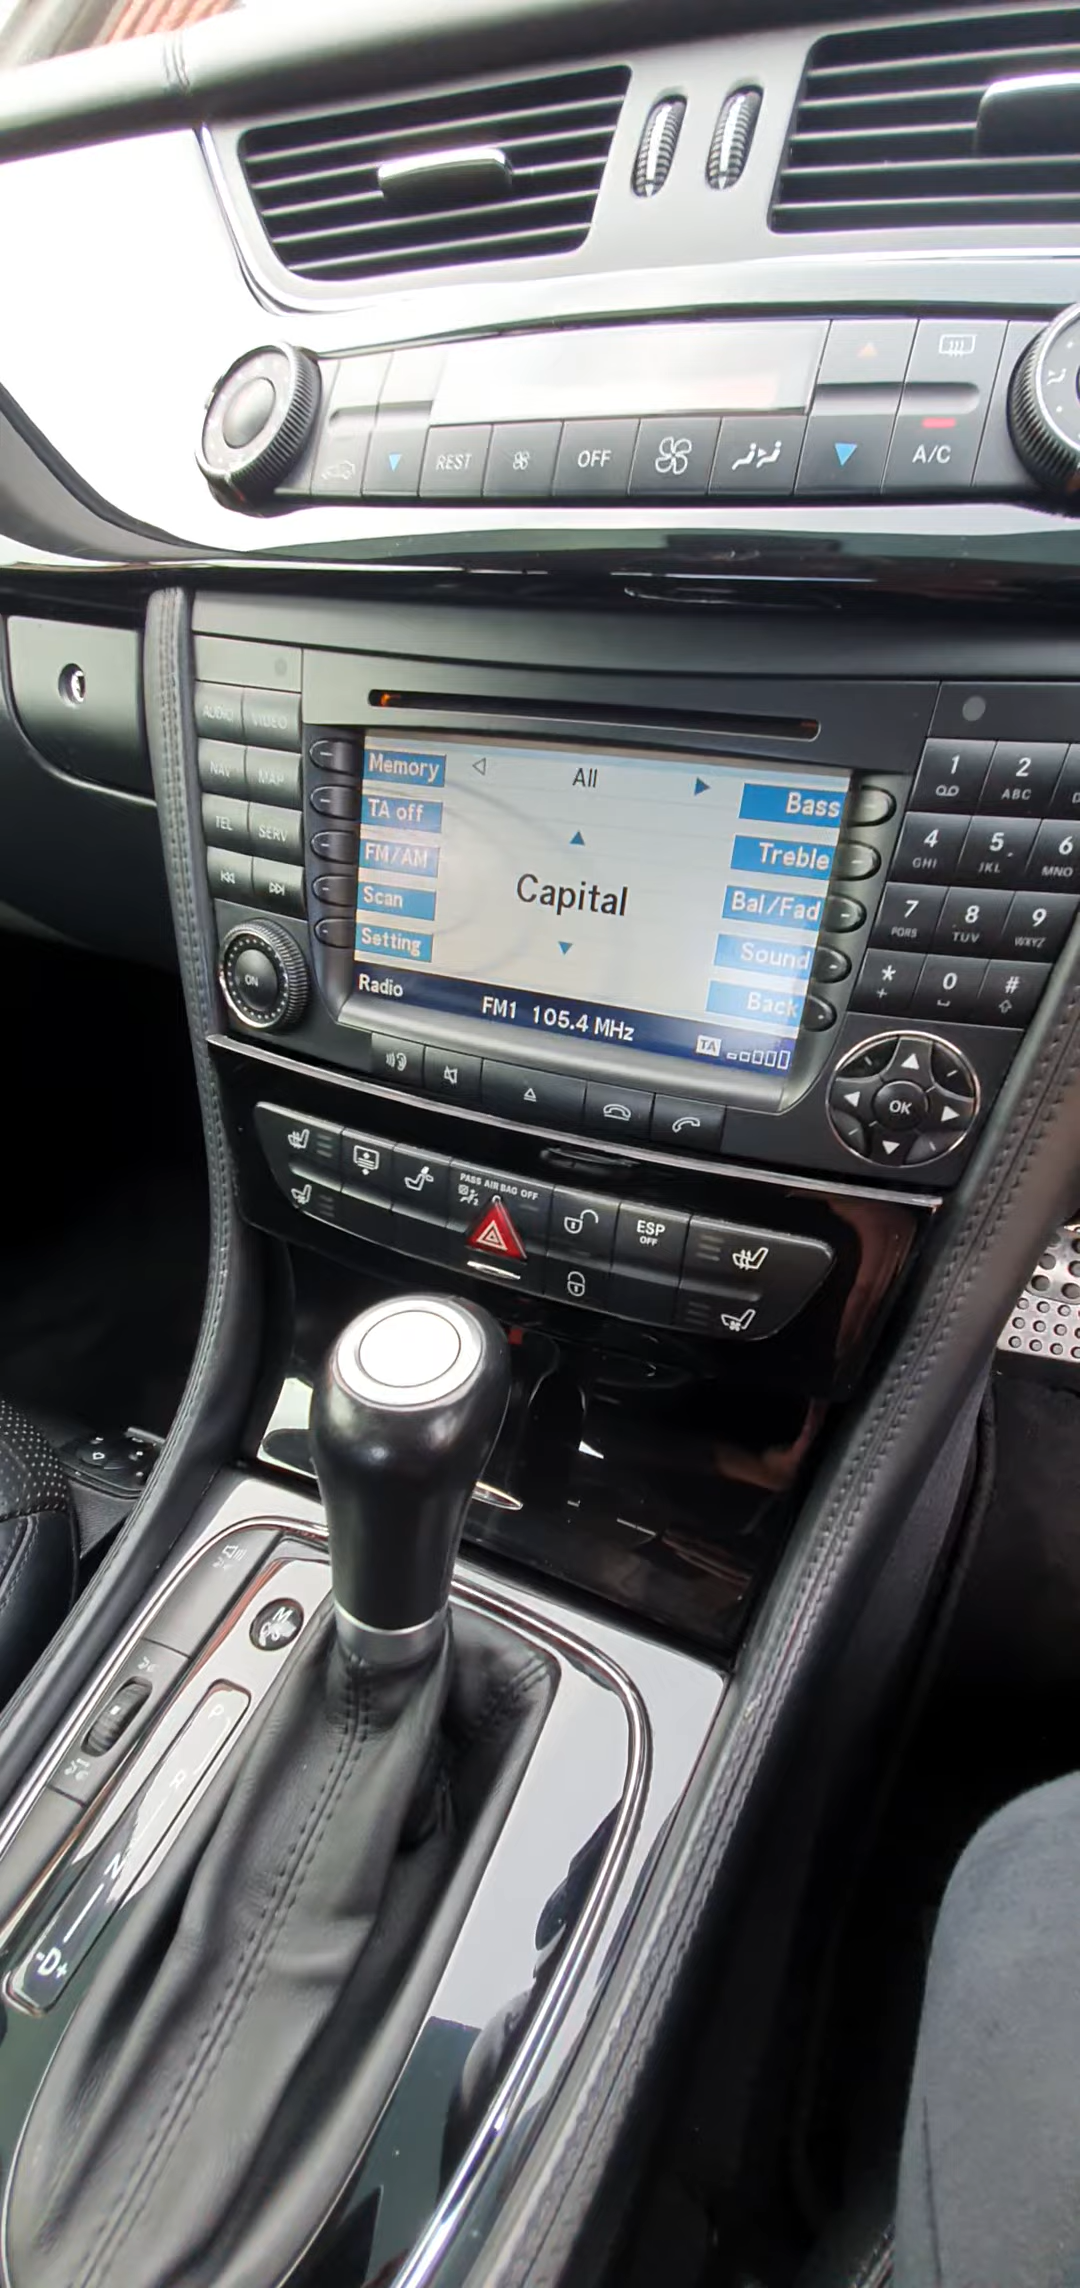 REST OFF A/C
AUDIO VIDEO
NAV MAP
TEL SERV
ON
Memory All Bass
TA off Treble
FM/AM Bal/Fad
Capital
Scan Sound
Setting Back
Radio FM1 105.4 MHz TA
1 2 ABC
4 GHI 5 JKL 6 MNO
7 PQRS 8 TUV 9 WXYZ
* + 0 #
OK
PASS AIR BAG OFF
ESP
OFF
P
R
N
-D+